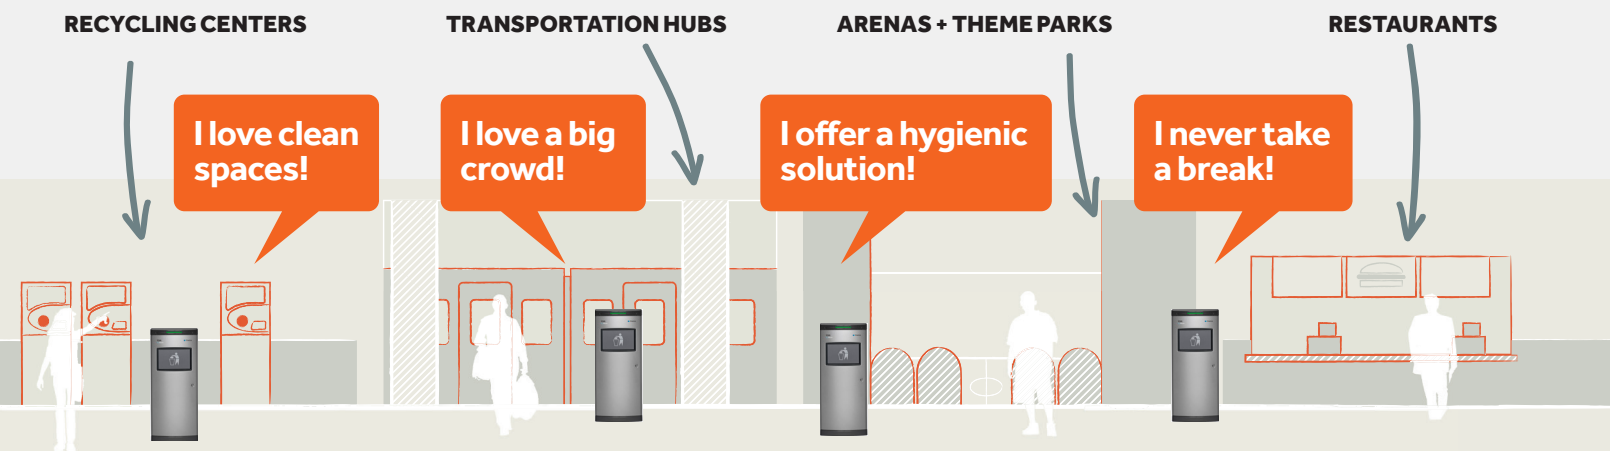 RECYCLING CENTERS
TRANSPORTATION HUBS
ARENAS + THEME PARKS
RESTAURANTS
I love clean
spaces!
I love a big
crowd!
I offer a hygienic
solution!
I never take
a break!